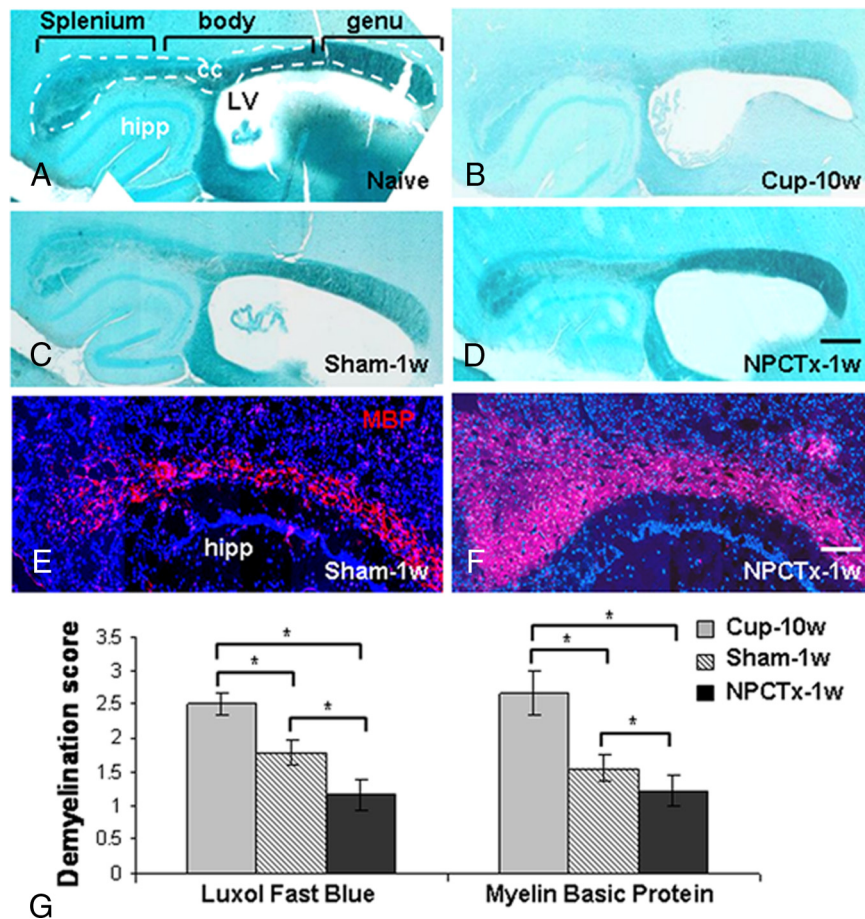 Splenium body genu
cc
LV
hipp
A Naive
B Cup-10w
C Sham-1w
D NPCTx-1w
MBP
hipp
E Sham-1w
F NPCTx-1w
Demyelination score
3.5
3
2.5
2
1.5
1
0.5
0
* * * * * *
Cup-10w
Sham-1w
NPCTx-1w
Luxol Fast Blue Myelin Basic Protein
G